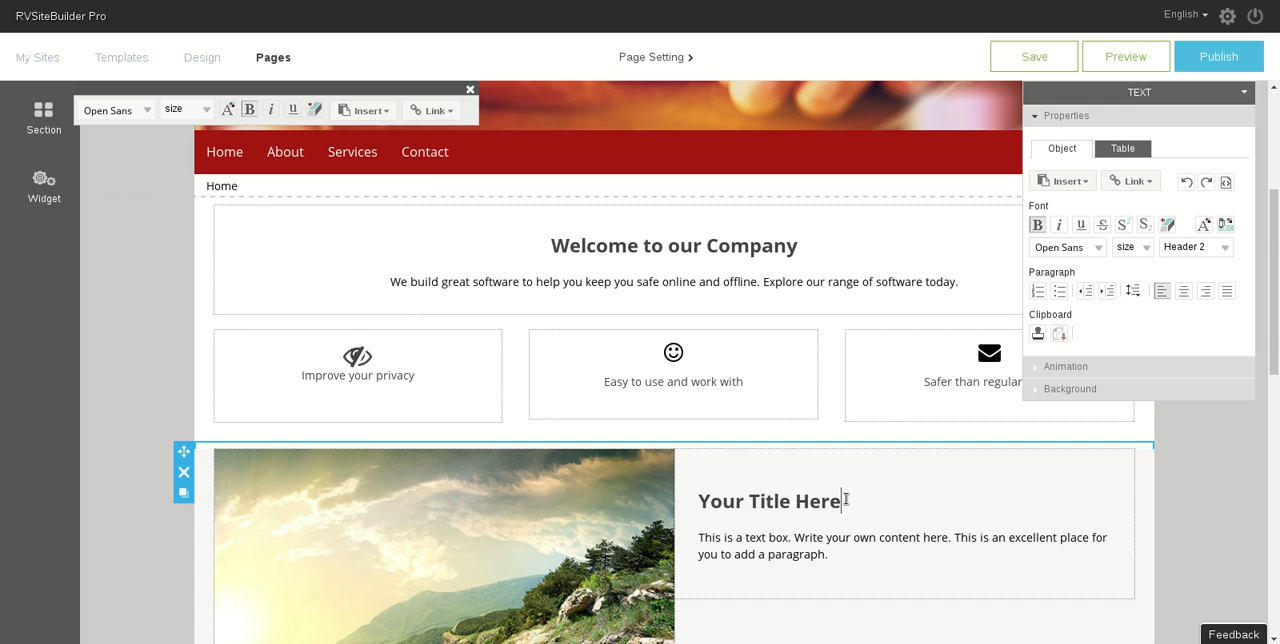 RVSiteBuilder Pro
English
My Sites
Templates
Design
Pages
Page Setting
Save
Preview
Publish
Section
Widget
Open Sans
size
A
B
i
u
Insert
Link
TEXT
Properties
Object
Table
Insert
Link
Font
B
i
u
S
S2
S2
A
Open Sans
size
Header 2
Paragraph
Clipboard
Animation
Background
Home
About
Services
Contact
Home
Welcome to our Company
We build great software to help you keep you safe online and offline. Explore our range of software today.
Improve your privacy
Easy to use and work with
Safer than regular
Your Title Here
This is a text box. Write your own content here. This is an excellent place for
you to add a paragraph.
Feedback